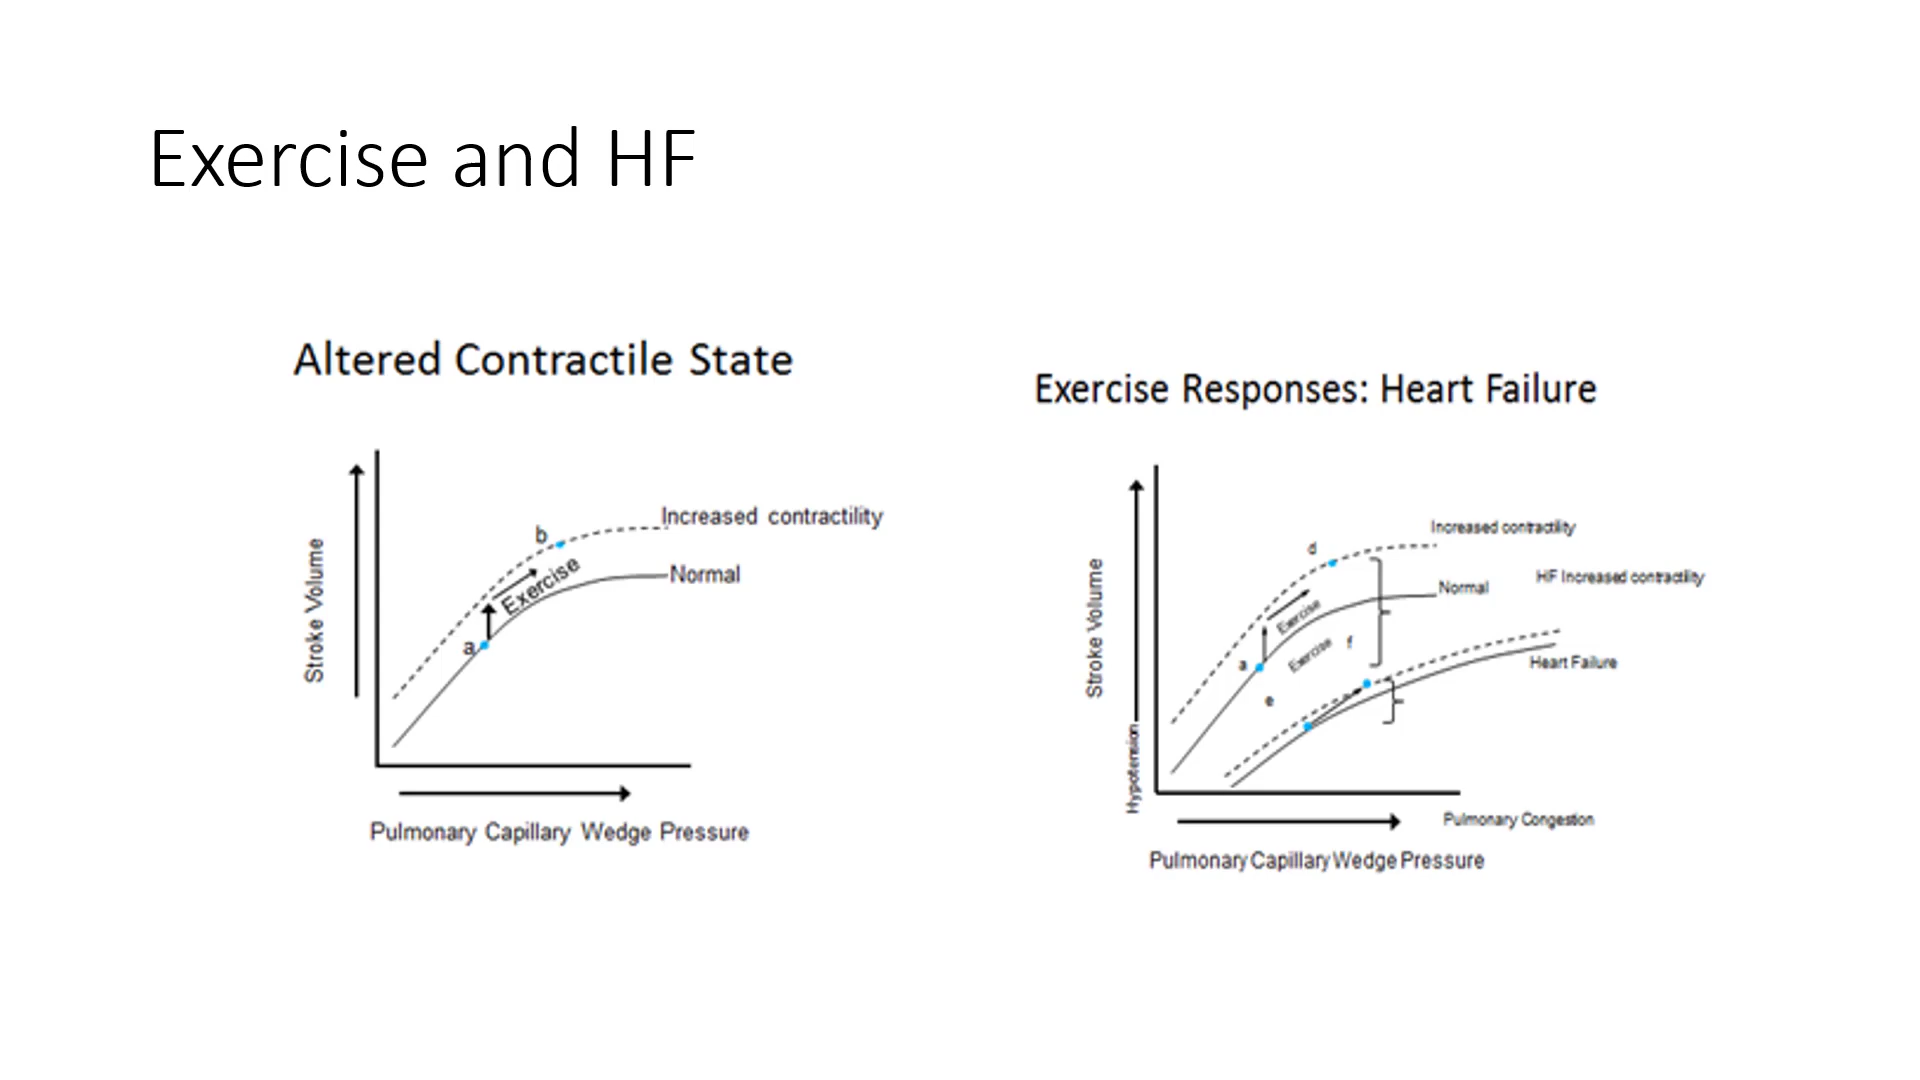 Exercise and HF
Altered Contractile State
Stroke Volume
b
Increased contractility
Exercise
Normal
a
Pulmonary Capillary Wedge Pressure
Exercise Responses: Heart Failure
Stroke Volume
Hypotension
d
Increased contractility
HF Increased contractility
Normal
Exercise
a
Exercise
f
Heart Failure
e
Pulmonary Congestion
Pulmonary Capillary Wedge Pressure